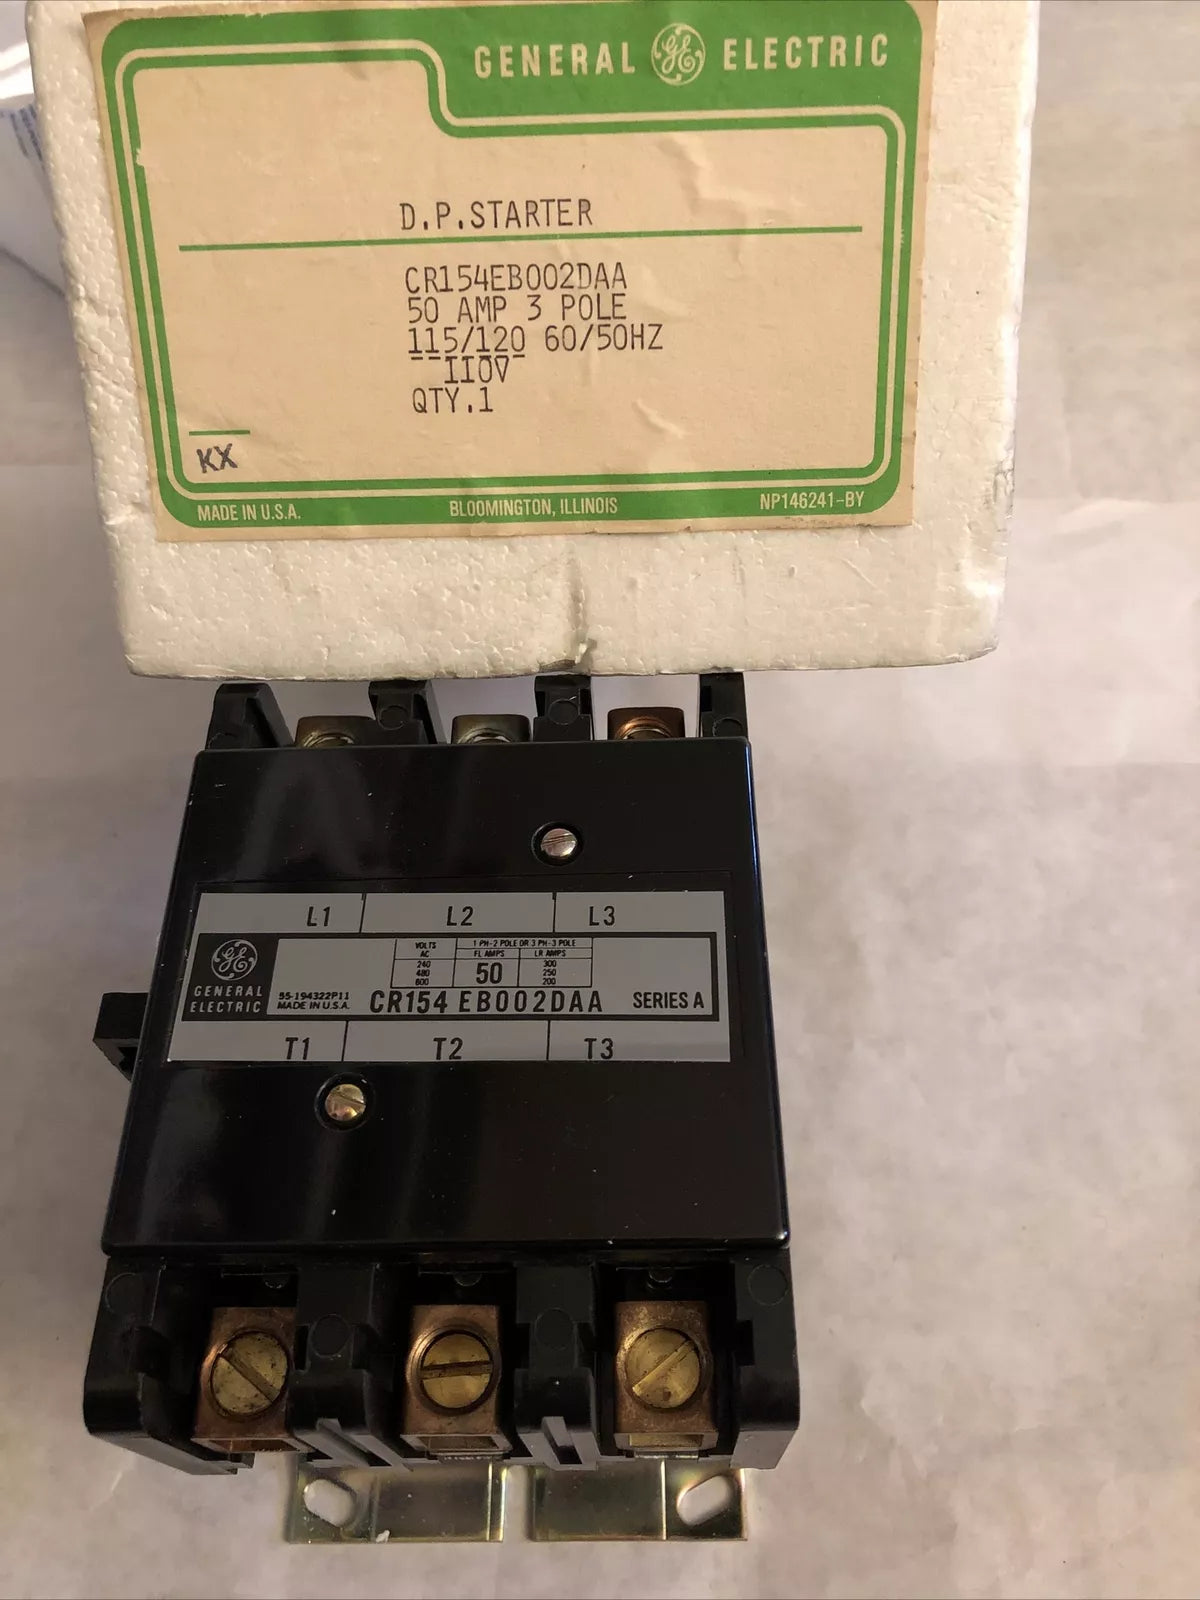 GENERAL GE ELECTRIC
D.P.STARTER
CR154EB002DAA
50 AMP 3 POLE
115/120 60/50HZ
110V
QTY.1
KX
MADE IN U.S.A. BLOOMINGTON, ILLINOIS NP146241-BY
L1 L2 L3
GE
GENERAL
ELECTRIC
VOLTS 1 PH-2 POLE OR 3 PH-3 POLE
AC FL AMPS LR AMPS
240 300
480 50 250
600 200
55-194322P11
MADE IN U.S.A. CR154 EB002DAA SERIES A
T1 T2 T3